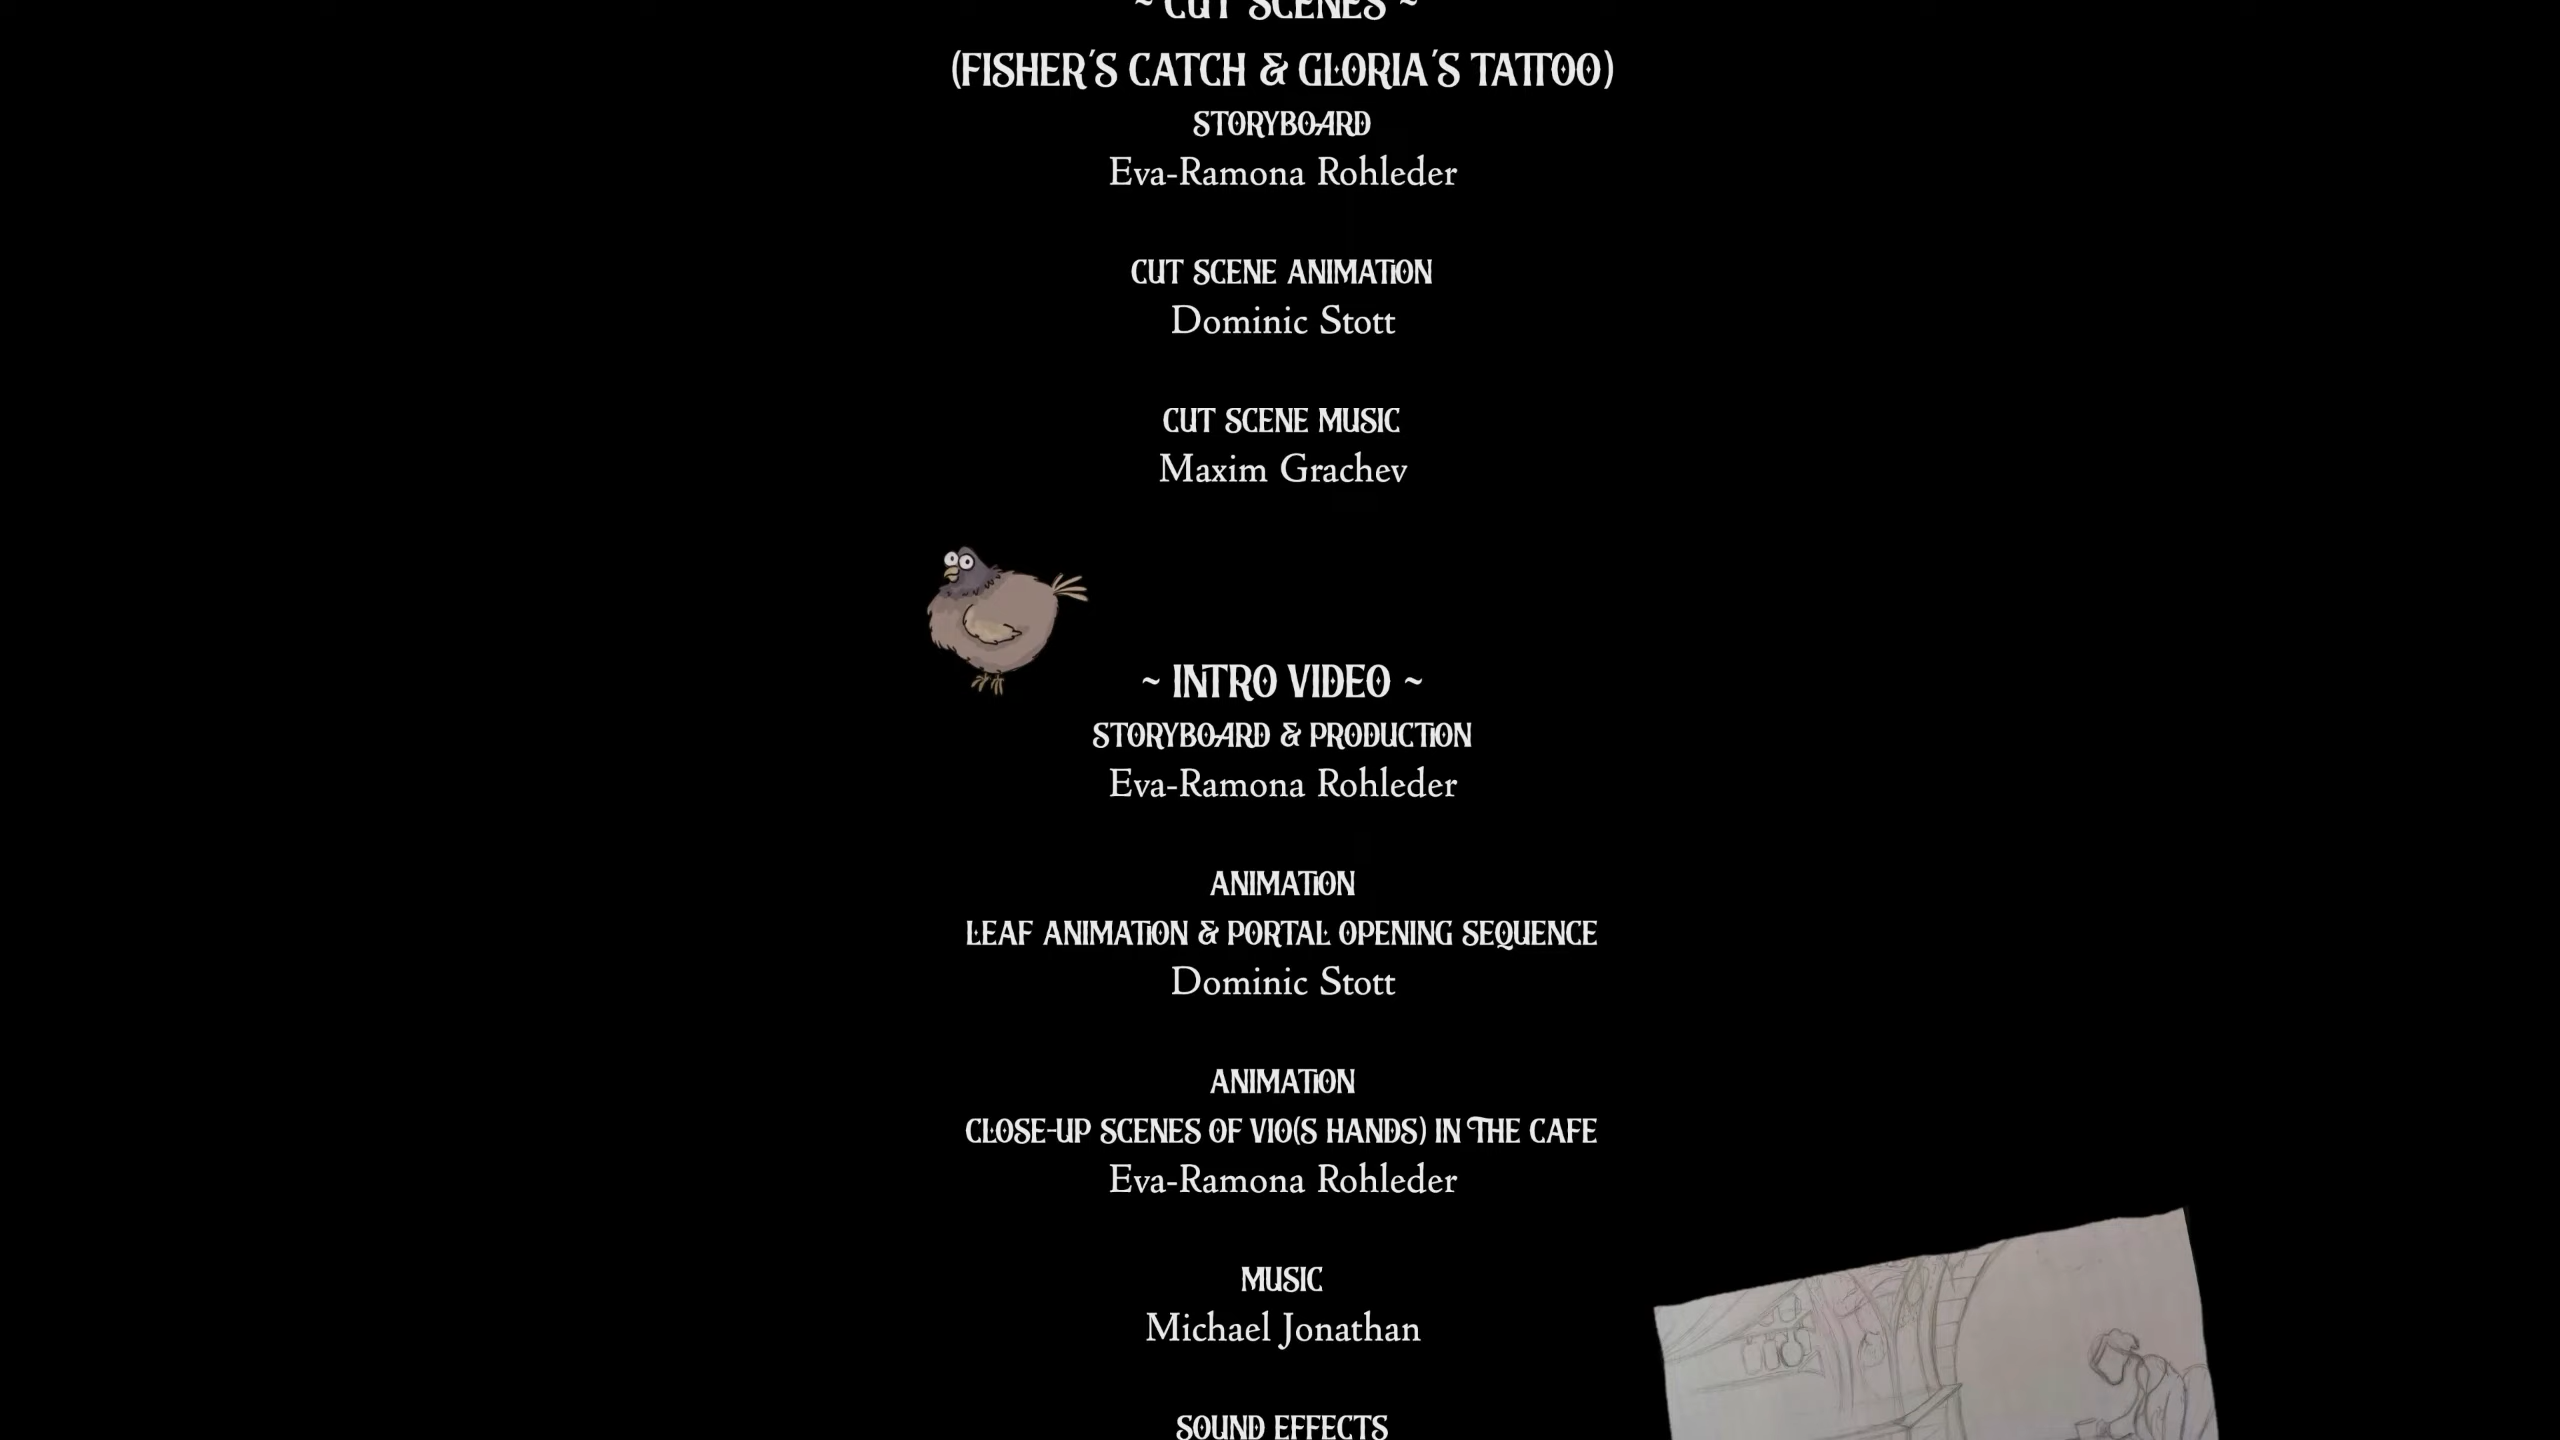 ~ CUT SCENES ~
(FISHER'S CATCH & GLORIA'S TATTOO)
STORYBOARD
Eva-Ramona Rohleder
CUT SCENE ANIMATION
Dominic Stott
CUT SCENE MUSIC
Maxim Grachev
~ INTRO VIDEO ~
STORYBOARD & PRODUCTION
Eva-Ramona Rohleder
ANIMATION
LEAF ANIMATION & PORTAL OPENING SEQUENCE
Dominic Stott
ANIMATION
CLOSE-UP SCENES OF VIO(S HANDS) IN THE CAFE
Eva-Ramona Rohleder
MUSIC
Michael Jonathan
SOUND EFFECTS